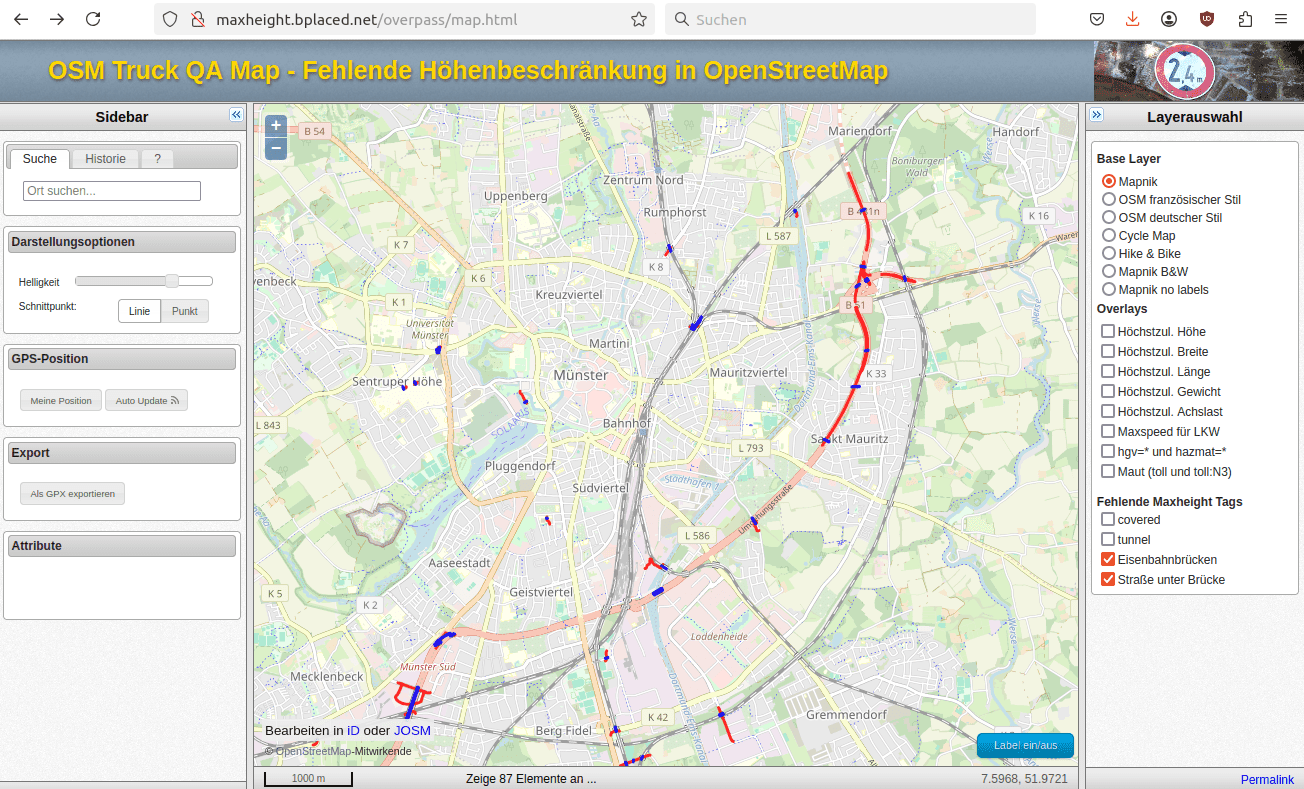 maxheight.bplaced.net/overpass/map.html
Suchen
OSM Truck QA Map - Fehlende Höhenbeschränkung in OpenStreetMap
2,4 m
Sidebar
Suche Historie ?
Ort suchen...
Darstellungsoptionen
Helligkeit
Schnittpunkt: Linie Punkt
GPS-Position
Meine Position Auto Update
Export
Als GPX exportieren
Attribute
+
−
B 54
Mariendorf
Handorf
Boniburger
Wald
Zentrum Nord
Uppenberg
Rumphorst
K 16
L 587
K 7
K 8
K 6
Kreuzviertel
K 1
Universität
Münster
B 51
Martini
Münster
Mauritzviertel
K 33
Sentruper Höhe
L 843
SOLAARIS
Bahnhof
Sankt Mauritz
L 793
Pluggendorf
Stadthafen 1
Südviertel
Umgehungsstraße
L 586
Aaseestadt
K 5
Geistviertel
K 2
Loddenheide
Münster Süd
Mecklenbeck
K 42
Gremmendorf
Berg Fidel
Werse
Bearbeiten in iD oder JOSM
© OpenStreetMap-Mitwirkende
Label ein/aus
1000 m
Zeige 87 Elemente an ...
7.5968, 51.9721
Layerauswahl
Base Layer
Mapnik
OSM französischer Stil
OSM deutscher Stil
Cycle Map
Hike & Bike
Mapnik B&W
Mapnik no labels
Overlays
Höchstzul. Höhe
Höchstzul. Breite
Höchstzul. Länge
Höchstzul. Gewicht
Höchstzul. Achslast
Maxspeed für LKW
hgv=* und hazmat=*
Maut (toll und toll:N3)
Fehlende Maxheight Tags
covered
tunnel
Eisenbahnbrücken
Straße unter Brücke
Permalink